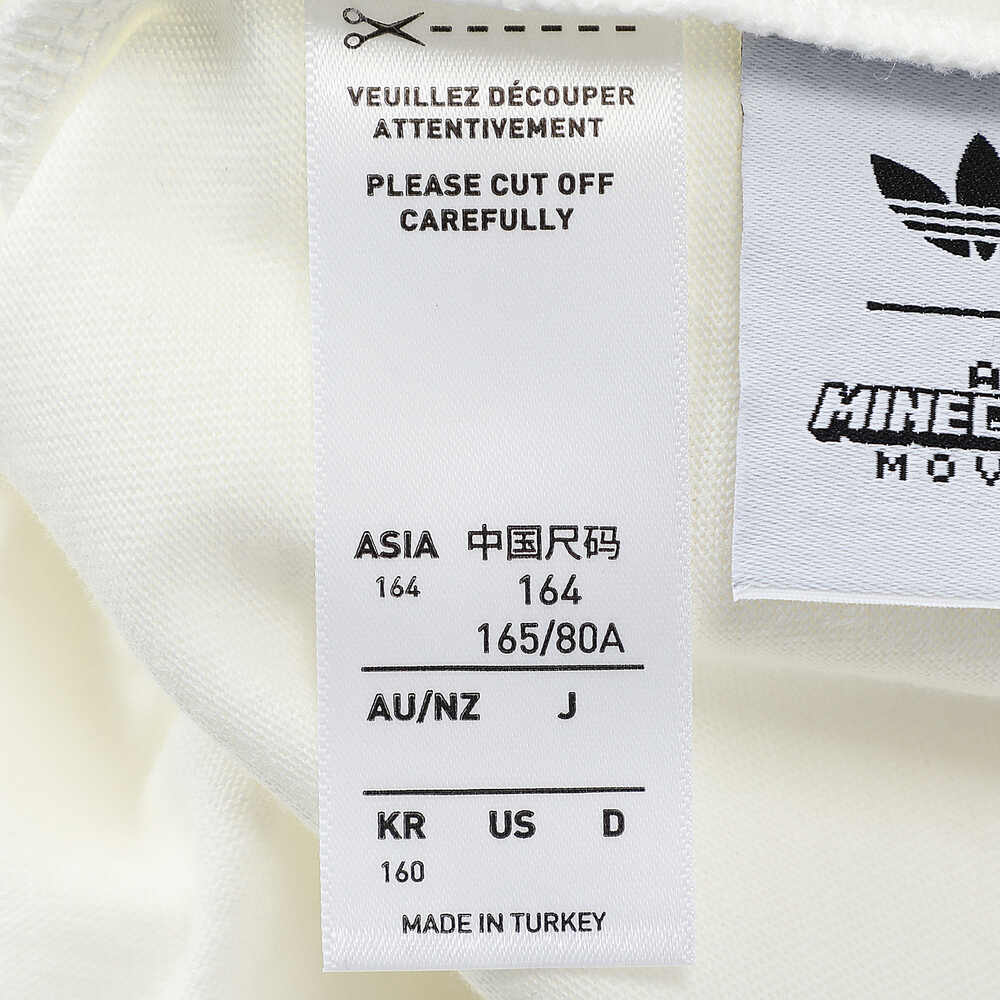 VEUILLEZ DÉCOUPER
ATTENTIVEMENT
PLEASE CUT OFF
CAREFULLY
ASIA 中国尺码
164 164
165/80A
AU/NZ J
KR US D
160
MADE IN TURKEY
A